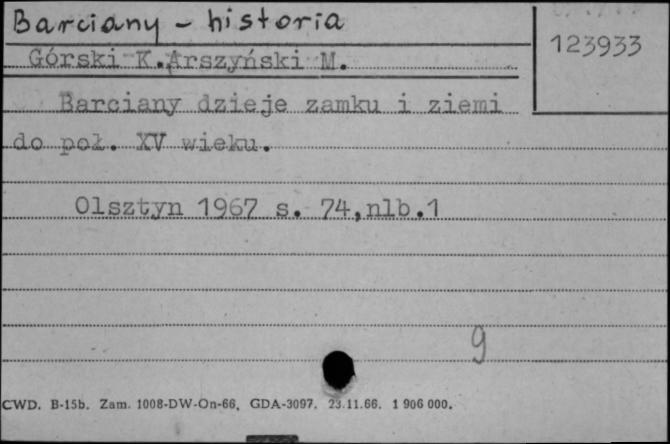 Barciany - historia
123933
Górski K. Arszyński M.
Barciany dzieje zamku i ziemi
do poł. XV wieku.
Olsztyn 1967 s. 74,nlb.1
9
CWD. B-15b. Zam. 1008-DW-On-66, GDA-3097. 23.11.66. 1 906 000.